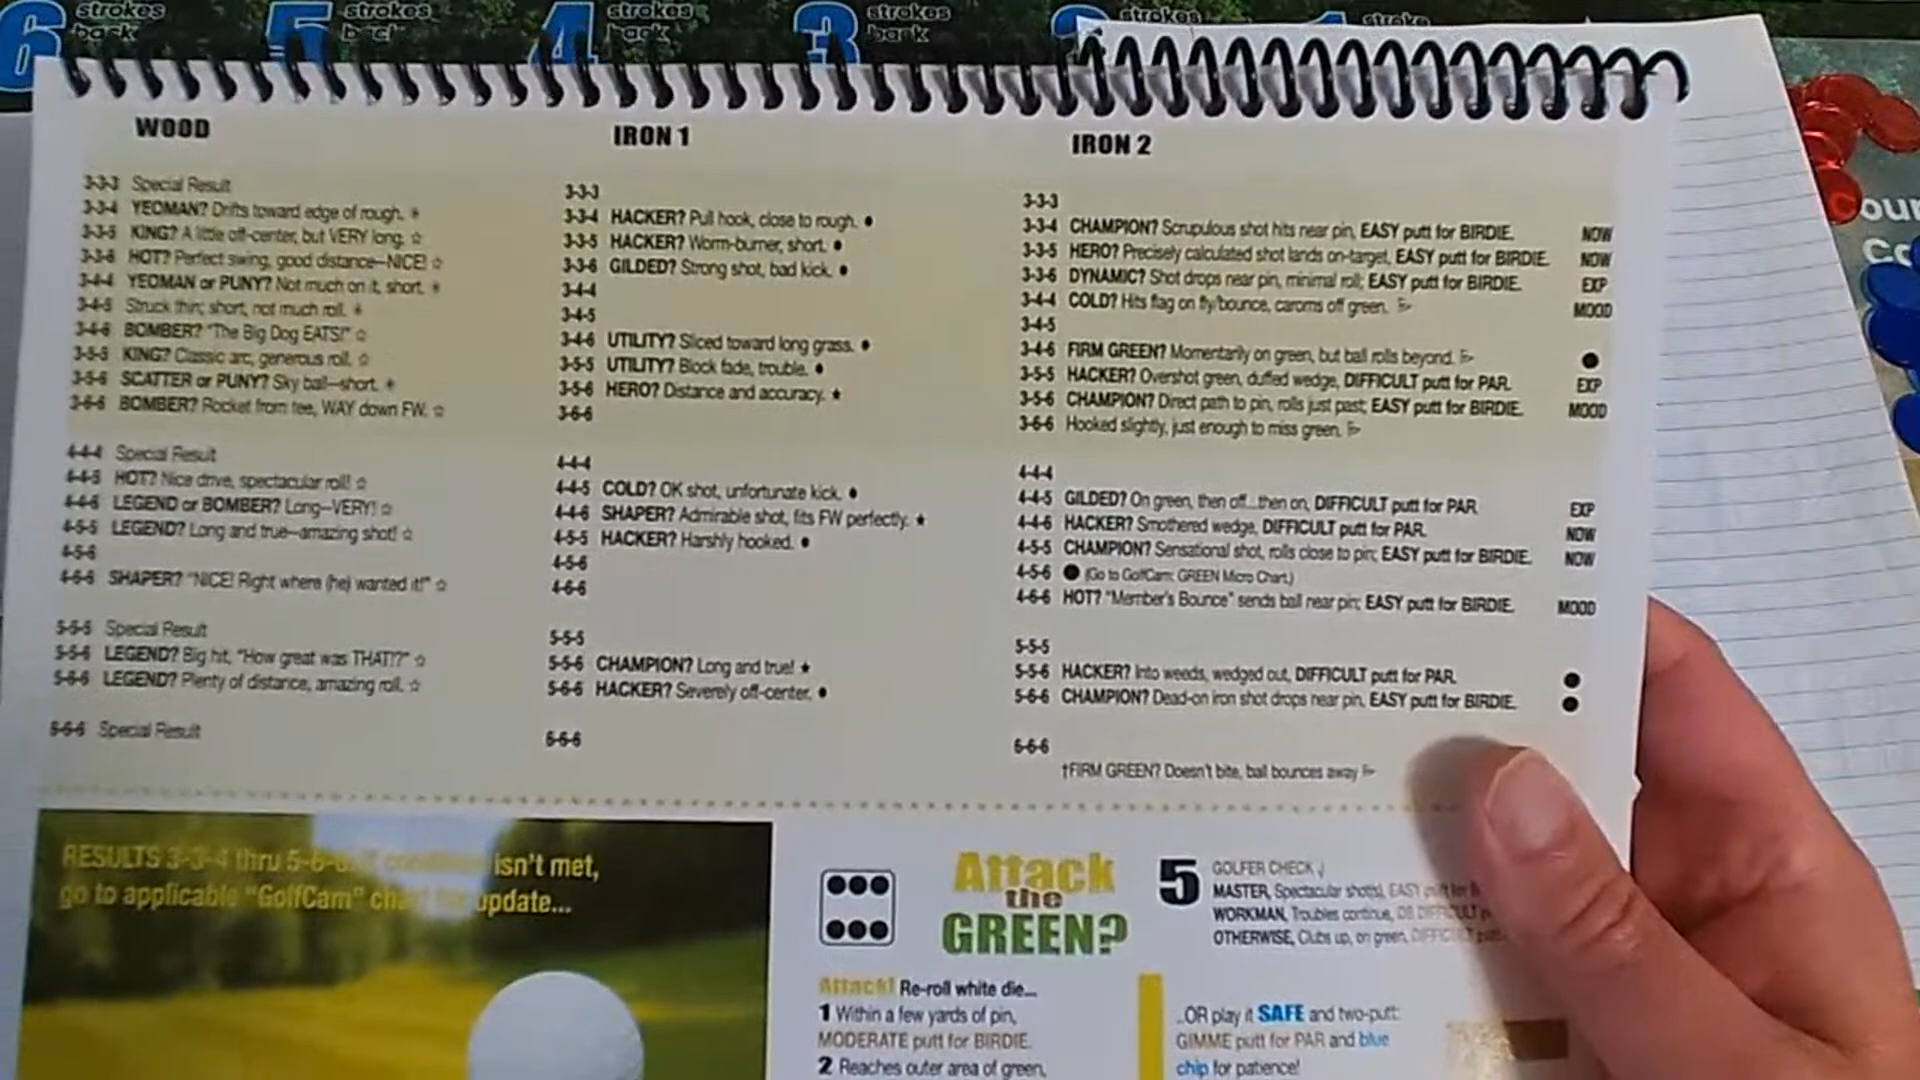 6 strokes back
5 strokes
4 strokes back
3 strokes back
strokes
stroke
WOOD
3-3-3 Special Result
3-3-4 YEOMAN? Drifts toward edge of rough.
3-3-5 KING? A little off-center, but VERY long. ☆
3-3-6 HOT? Perfect swing, good distance—NICE! ☆
3-4-4 YEOMAN or PUNY? Not much on it, short.
3-4-5 Struck thin; short, not much roll.
3-4-6 BOMBER? "The Big Dog EATS!" ☆
3-5-5 KING? Classic arc, generous roll. ☆
3-5-6 SCATTER or PUNY? Sky ball—short.
3-6-6 BOMBER? Rocket from tee, WAY down FW. ☆
4-4-4 Special Result
4-4-5 HOT? Nice drive, spectacular roll! ☆
4-4-6 LEGEND or BOMBER? Long—VERY! ☆
4-5-5 LEGEND? Long and true—amazing shot! ☆
4-5-6
4-6-6 SHAPER? "NICE! Right where (he) wanted it!" ☆
5-5-5 Special Result
5-5-6 LEGEND? Big hit, "How great was THAT!?" ☆
5-6-6 LEGEND? Plenty of distance, amazing roll. ☆
6-6-6 Special Result
IRON 1
3-3-3
3-3-4 HACKER? Pull hook, close to rough. ●
3-3-5 HACKER? Worm-burner, short. ●
3-3-6 GILDED? Strong shot, bad kick. ●
3-4-4
3-4-5
3-4-6 UTILITY? Sliced toward long grass. ●
3-5-5 UTILITY? Block fade, trouble. ●
3-5-6 HERO? Distance and accuracy. ★
3-6-6
4-4-4
4-4-5 COLD? OK shot, unfortunate kick. ●
4-4-6 SHAPER? Admirable shot, fits FW perfectly. ★
4-5-5 HACKER? Harshly hooked. ●
4-5-6
4-6-6
5-5-5
5-5-6 CHAMPION? Long and true! ★
5-6-6 HACKER? Severely off-center. ●
6-6-6
IRON 2
3-3-3
3-3-4 CHAMPION? Scrupulous shot hits near pin, EASY putt for BIRDIE. NOW
3-3-5 HERO? Precisely calculated shot lands on-target, EASY putt for BIRDIE. NOW
3-3-6 DYNAMIC? Shot drops near pin, minimal roll; EASY putt for BIRDIE. EXP
3-4-4 COLD? Hits flag on fly/bounce, caroms off green. MOOD
3-4-5
3-4-6 FIRM GREEN? Momentarily on green, but ball rolls beyond. ●
3-5-5 HACKER? Overshot green, duffed wedge, DIFFICULT putt for PAR. EXP
3-5-6 CHAMPION? Direct path to pin, rolls just past; EASY putt for BIRDIE. MOOD
3-6-6 Hooked slightly, just enough to miss green.
4-4-4
4-4-5 GILDED? On green, then off...then on, DIFFICULT putt for PAR. EXP
4-4-6 HACKER? Smothered wedge, DIFFICULT putt for PAR. NOW
4-5-5 CHAMPION? Sensational shot, rolls close to pin; EASY putt for BIRDIE. NOW
4-5-6 ● (Go to GolfCam: GREEN Micro Chart.)
4-6-6 HOT? "Member's Bounce" sends ball near pin; EASY putt for BIRDIE. MOOD
5-5-5
5-5-6 HACKER? Into weeds, wedged out, DIFFICULT putt for PAR. ●
5-6-6 CHAMPION? Dead-on iron shot drops near pin, EASY putt for BIRDIE. ●
6-6-6
†FIRM GREEN? Doesn't bite, ball bounces away
RESULTS 3-3-4 thru isn't met,
go to applicable "GolfCam" update...
Attack
the
GREEN?
Attack! Re-roll white die...
1 Within a few yards of pin,
MODERATE putt for BIRDIE.
2 Reaches outer area of green,
5 GOLFER CHECK ↓
MASTER, Spectacular shot(s), EASY
WORKMAN, Troubles continue,
OTHERWISE, Clubs up, on green,
...OR play it SAFE and two-putt:
GIMME putt for PAR and blue
chip for patience!